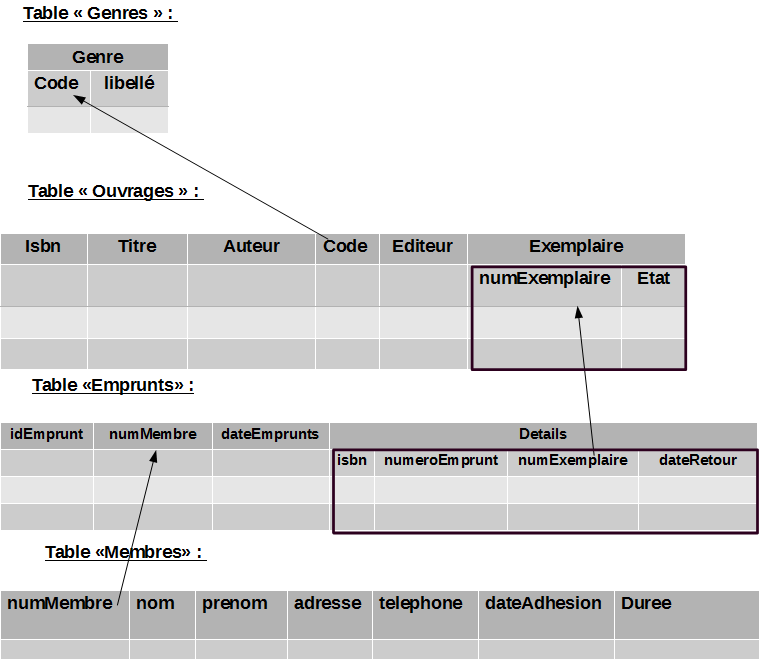 Table « Genres » :
Genre
Code libellé
Table « Ouvrages » :
Isbn Titre Auteur Code Editeur Exemplaire
numExemplaire Etat
Table «Emprunts» :
idEmprunt numMembre dateEmprunts Details
isbn numeroEmprunt numExemplaire dateRetour
Table «Membres» :
numMembre nom prenom adresse telephone dateAdhesion Duree